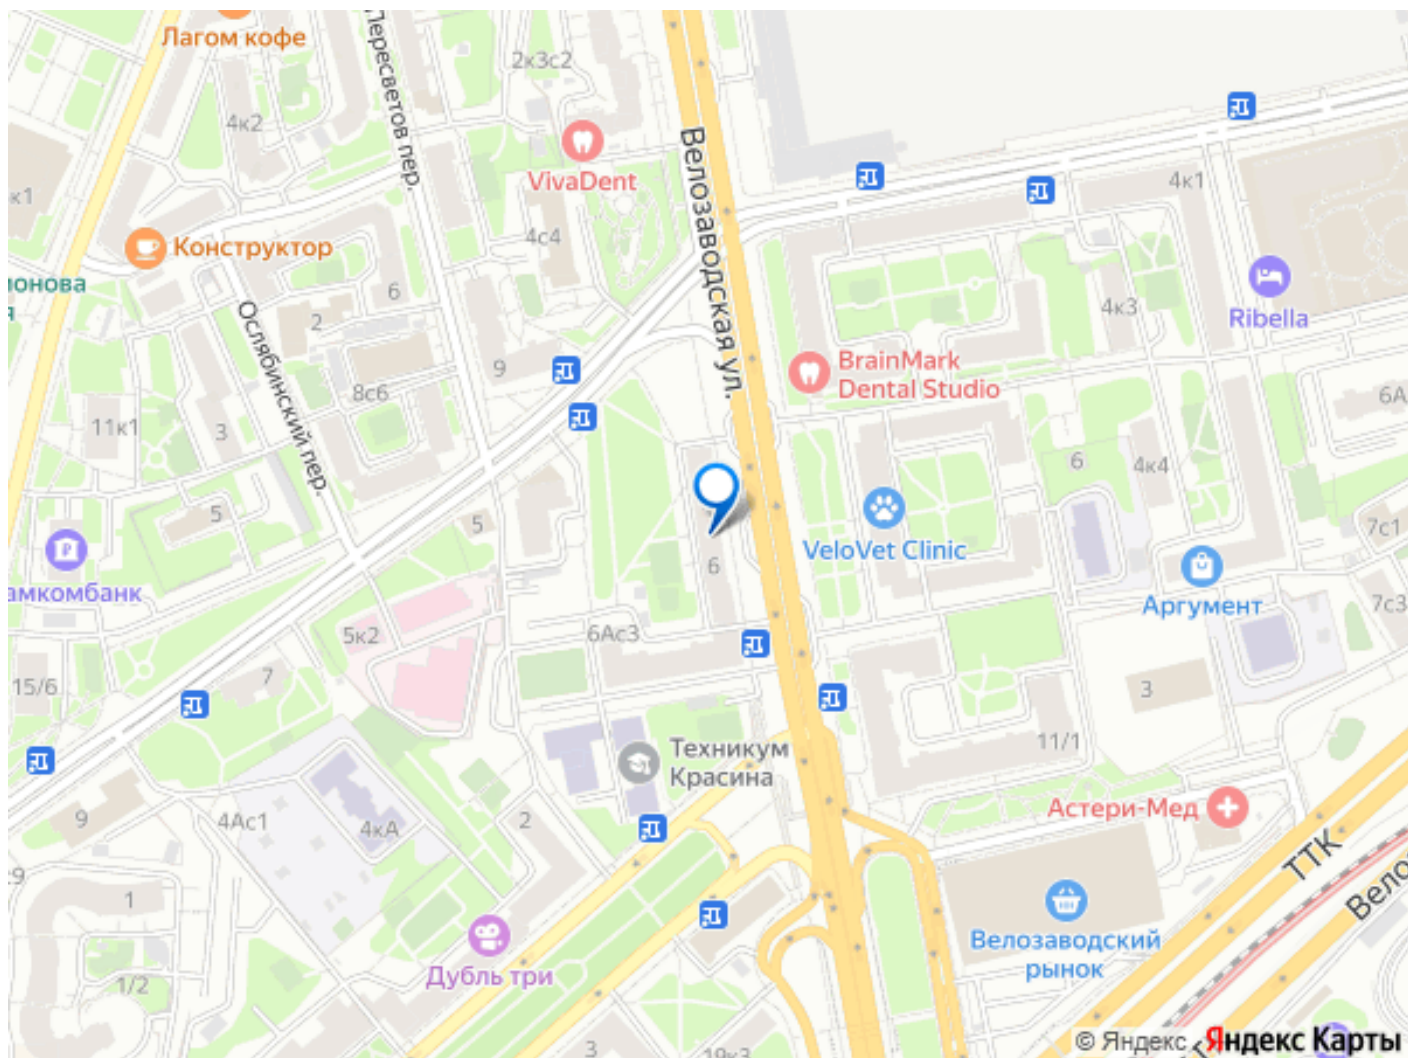 Лагом кофе
Пересветов пер.
2к3с2
4к2
VivaDent
Велозаводская ул.
4к1
к1
Конструктор
4с4
6
2
Ослябинский пер.
9
8с6
4к3
Ribella
BrainMark
Dental Studio
6А
11к1
3
6
4к4
5
5
7с1
VeloVet Clinic
6
Аргумент
амкомбанк
7с3
5к2
6Ас3
15/6
7
3
Техникум
Красина
11/1
9
4Ас1
4кА
2
Астери-Мед
ТТК
Вело
1
Велозаводский
рынок
Дубль три
1/2
3
19к3
© Яндекс Яндекс Карты